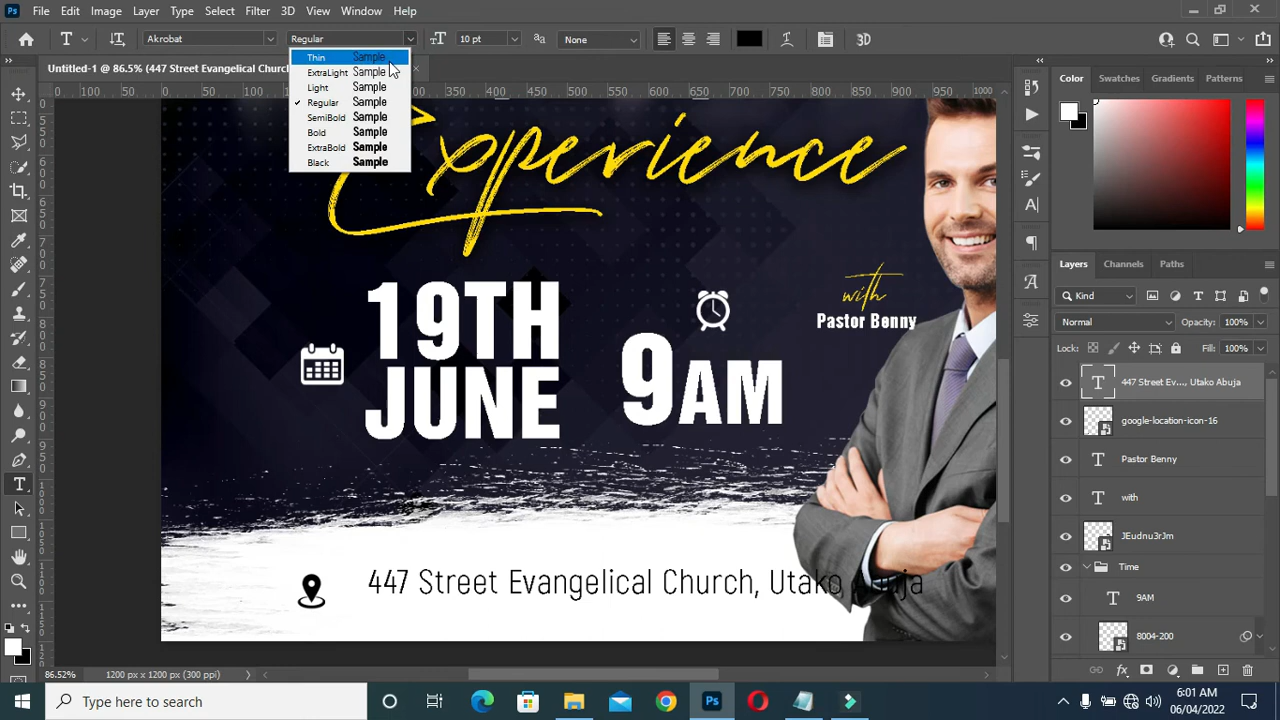 Ps File Edit Image Layer Type Select Filter 3D View Window Help
T Akrobat Regular 10 pt None 3D
Untitled-1 @ 86.5% (447 Street Evangelical Churc
Thin Sample
ExtraLight Sample
Light Sample
Regular Sample
SemiBold Sample
Bold Sample
ExtraBold Sample
Black Sample
Experience
19TH
JUNE
9AM
with
Pastor Benny
447 Street Evangelical Church, Utako Abuja
Color Swatches Gradients Patterns
Layers Channels Paths
Kind
Normal Opacity: 100%
Lock: Fill: 100%
447 Street Ev..., Utako Abuja
google-location-icon-16
Pastor Benny
with
JEudru3r3m
Time
9AM
8004-200
86.52% 1200 px x 1200 px (300 ppi)
Type here to search
6:01 AM
06/04/2022